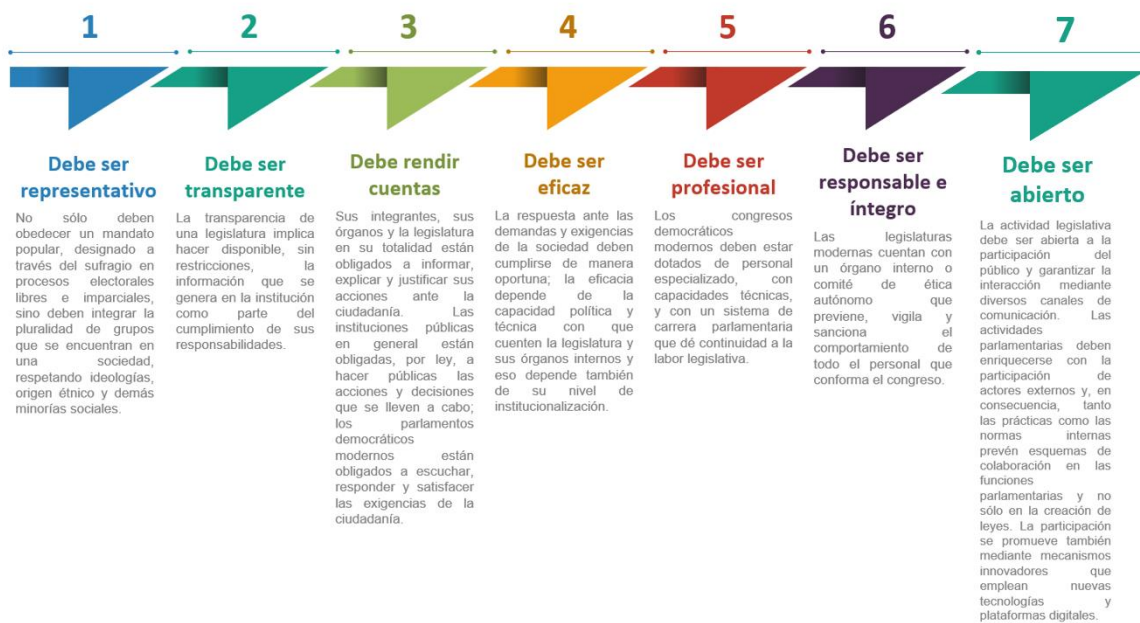 1
Debe ser
representativo
No sólo deben
obedecer un mandato
popular, designado a
través del sufragio en
procesos electorales
libres e imparciales,
sino deben integrar la
pluralidad de grupos
que se encuentran en
una sociedad,
respetando ideologías,
origen étnico y demás
minorías sociales.
2
Debe ser
transparente
La transparencia de
una legislatura implica
hacer disponible, sin
restricciones, la
información que se
genera en la institución
como parte del
cumplimiento de sus
responsabilidades.
3
Debe rendir
cuentas
Sus integrantes, sus
órganos y la legislatura
en su totalidad están
obligados a informar,
explicar y justificar sus
acciones ante la
ciudadanía. Las
instituciones públicas
en general están
obligadas, por ley, a
hacer públicas las
acciones y decisiones
que se lleven a cabo;
los parlamentos
democráticos
modernos están
obligados a escuchar,
responder y satisfacer
las exigencias de la
ciudadanía.
4
Debe ser
eficaz
La respuesta ante las
demandas y exigencias
de la sociedad deben
cumplirse de manera
oportuna; la eficacia
depende de la
capacidad política y
técnica con que
cuenten la legislatura y
sus órganos internos y
eso depende también
de su nivel de
institucionalización.
5
Debe ser
profesional
Los congresos
democráticos
modernos deben estar
dotados de personal
especializado, con
capacidades técnicas,
y con un sistema de
carrera parlamentaria
que dé continuidad a la
labor legislativa.
6
Debe ser
responsable e
íntegro
Las legislaturas
modernas cuentan con
un órgano interno o
comité de ética
autónomo que
previene, vigila y
sanciona el
comportamiento de
todo el personal que
conforma el congreso.
7
Debe ser
abierto
La actividad legislativa
debe ser abierta a la
participación del
público y garantizar la
interacción mediante
diversos canales de
comunicación. Las
actividades
parlamentarias deben
enriquecerse con la
participación de
actores externos y, en
consecuencia, tanto
las prácticas como las
normas internas
prevén esquemas de
colaboración en las
funciones
parlamentarias y no
sólo en la creación de
leyes. La participación
se promueve también
mediante mecanismos
innovadores que
emplean nuevas
tecnologías y
plataformas digitales.